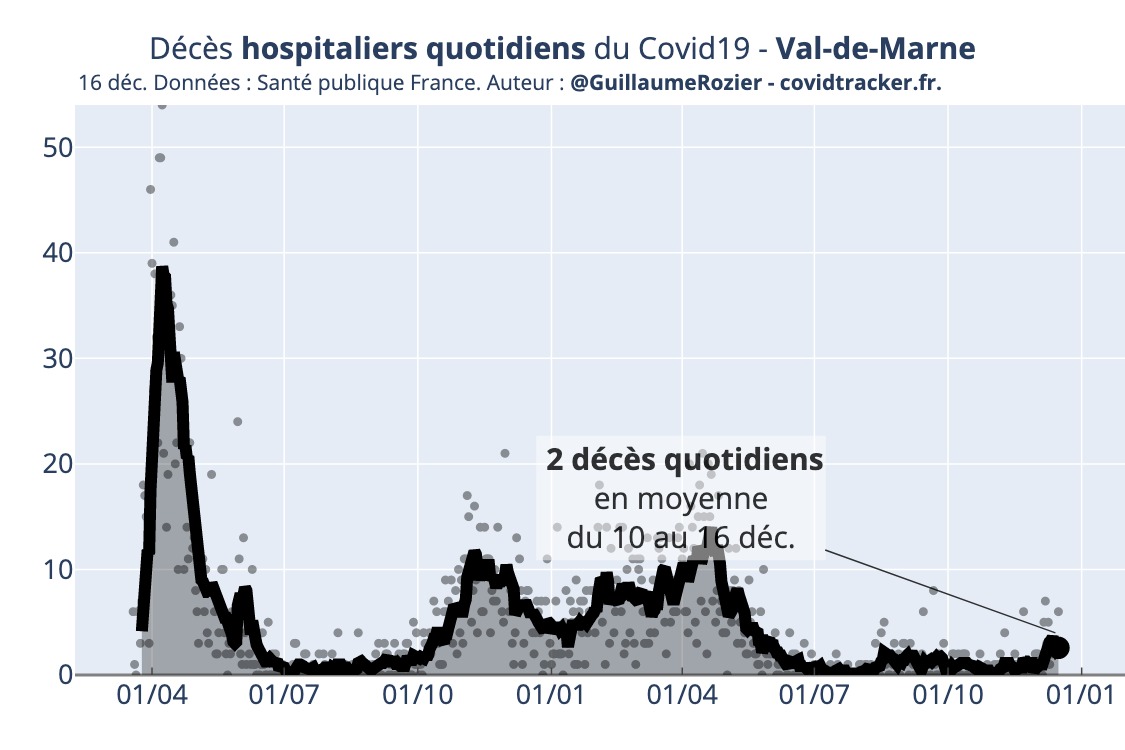 Décès hospitaliers quotidiens du Covid19 - Val-de-Marne
16 déc. Données : Santé publique France. Auteur : @GuillaumeRozier - covidtracker.fr.
50
40
30
20
10
0
2 décès quotidiens
en moyenne
du 10 au 16 déc.
01/04 01/07 01/10 01/01 01/04 01/07 01/10 01/01